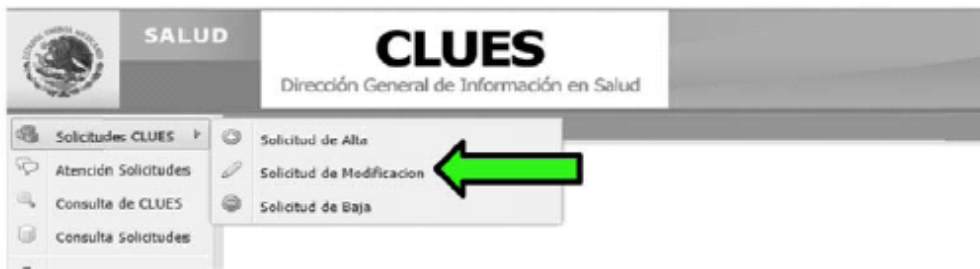 SALUD
CLUES
Dirección General de Información en Salud
Solicitudes CLUES
Atención Solicitudes
Consulta de CLUES
Consulta Solicitudes
Solicitud de Alta
Solicitud de Modificacion
Solicitud de Baja